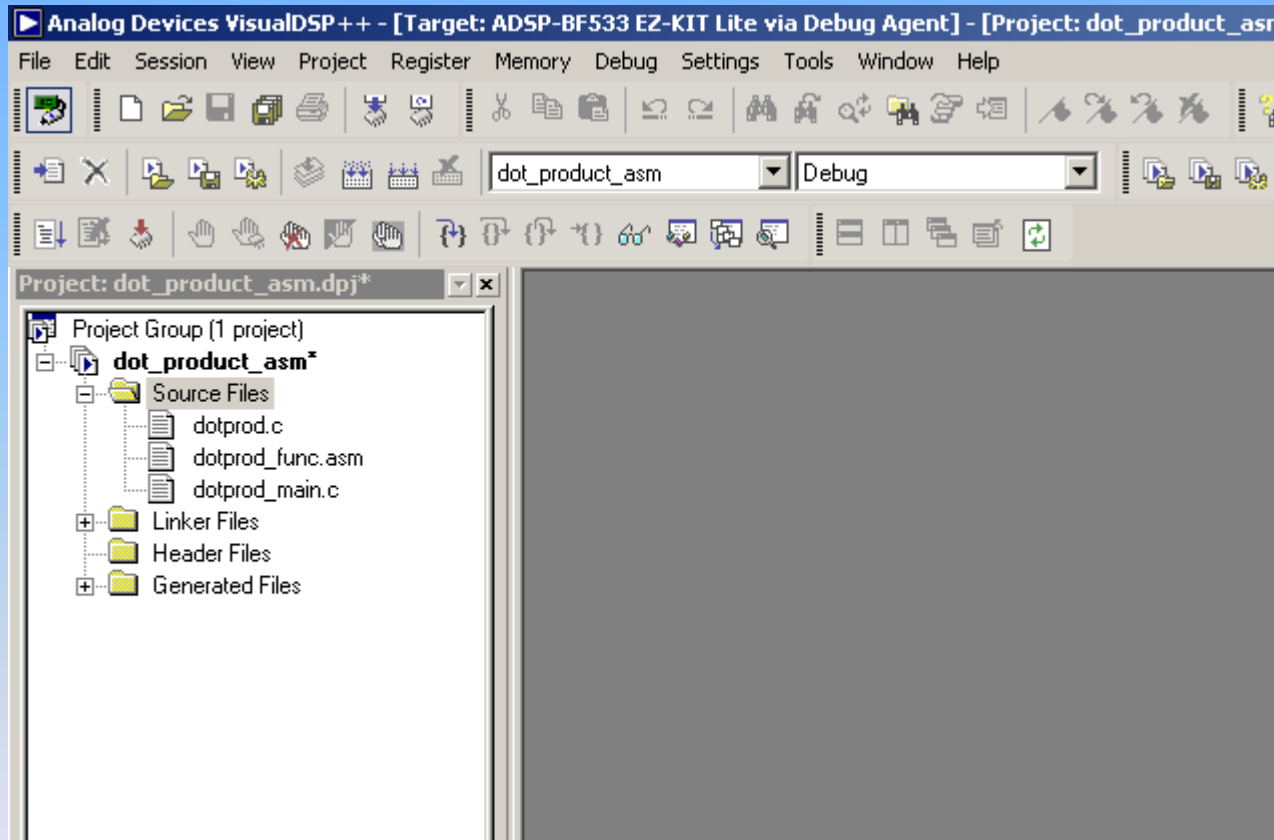 Analog Devices VisualDSP++ - [Target: ADSP-BF533 EZ-KIT Lite via Debug Agent] - [Project: dot_product_asm
File Edit Session View Project Register Memory Debug Settings Tools Window Help
dot_product_asm Debug
Project: dot_product_asm.dpj*
Project Group (1 project)
dot_product_asm*
Source Files
dotprod.c
dotprod_func.asm
dotprod_main.c
Linker Files
Header Files
Generated Files